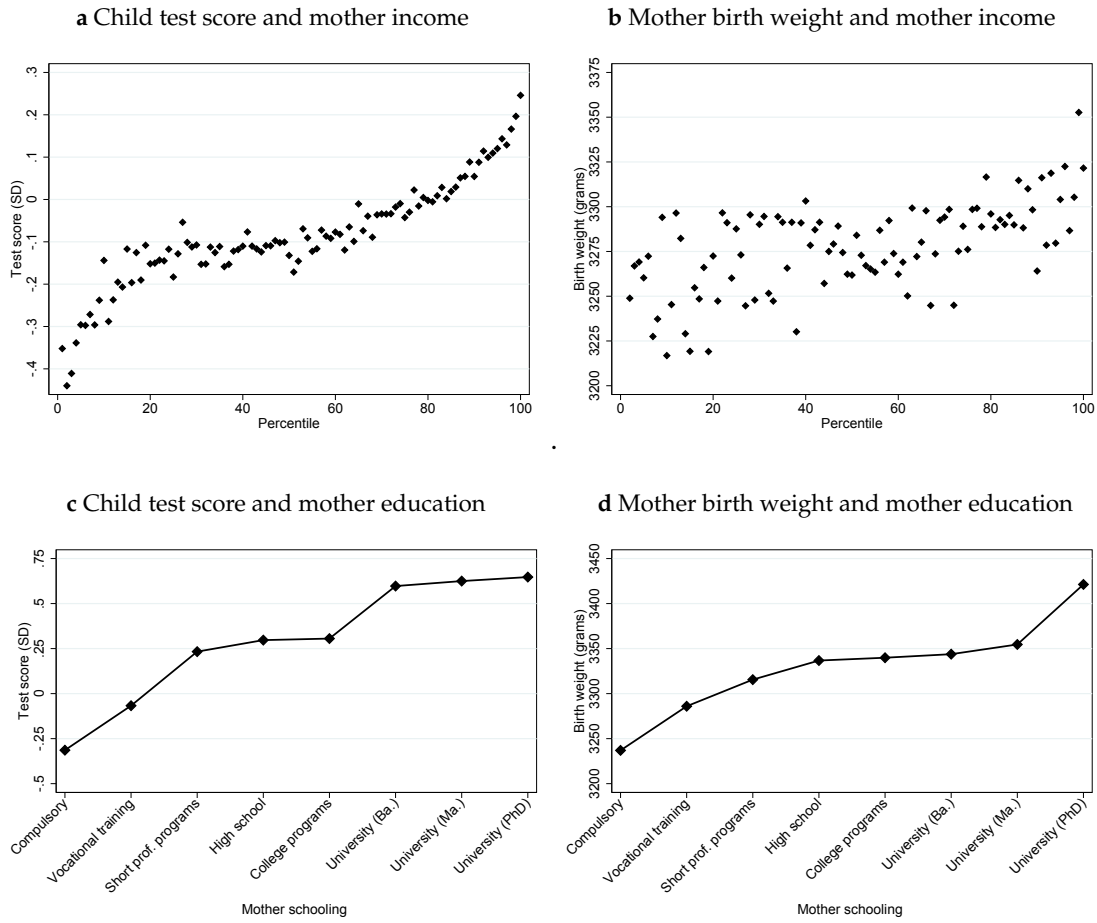 a Child test score and mother income
b Mother birth weight and mother income
Test score (SD)
.3
.2
.1
0
-.1
-.2
-.3
-.4
0 20 40 60 80 100
Percentile
Birth weight (grams)
3375
3350
3325
3300
3275
3250
3225
3200
0 20 40 60 80 100
Percentile
.
c Child test score and mother education
d Mother birth weight and mother education
Test score (SD)
.75
.5
.25
0
-.25
-.5
Compulsory
Vocational training
Short prof. programs
High school
College programs
University (Ba.)
University (Ma.)
University (PhD)
Mother schooling
Birth weight (grams)
3450
3400
3350
3300
3250
3200
Compulsory
Vocational training
Short prof. programs
High school
College programs
University (Ba.)
University (Ma.)
University (PhD)
Mother schooling